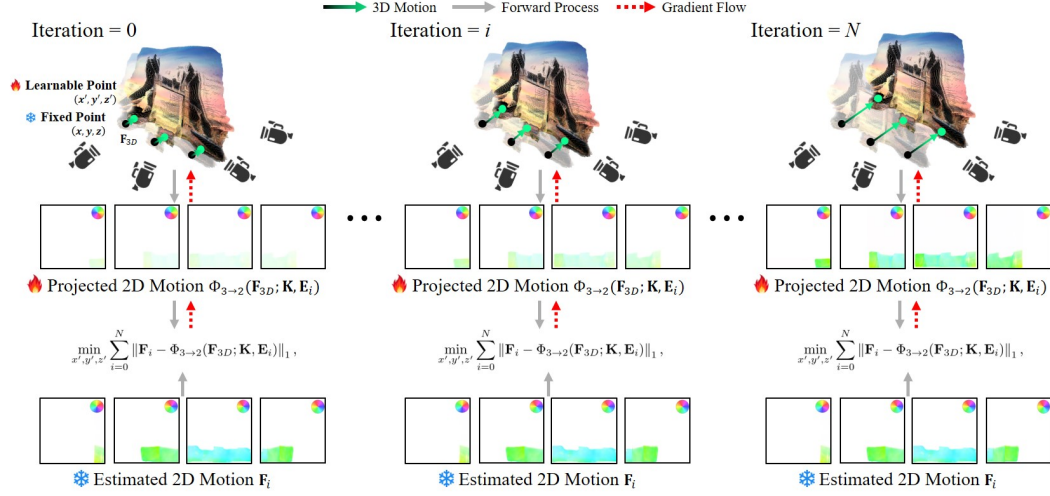 3D Motion Forward Process Gradient Flow
Iteration = 0
Iteration = i
Iteration = N
Learnable Point
(x′, y′, z′)
Fixed Point
(x, y, z)
F3D
• • •
• • •
Projected 2D Motion Φ3→2(F3D; K, Ei)
Projected 2D Motion Φ3→2(F3D; K, Ei)
Projected 2D Motion Φ3→2(F3D; K, Ei)
min x′,y′,z′ ∑ i=0 N ‖Fi − Φ3→2(F3D; K, Ei)‖1 ,
min x′,y′,z′ ∑ i=0 N ‖Fi − Φ3→2(F3D; K, Ei)‖1 ,
min x′,y′,z′ ∑ i=0 N ‖Fi − Φ3→2(F3D; K, Ei)‖1 ,
Estimated 2D Motion Fi
Estimated 2D Motion Fi
Estimated 2D Motion Fi